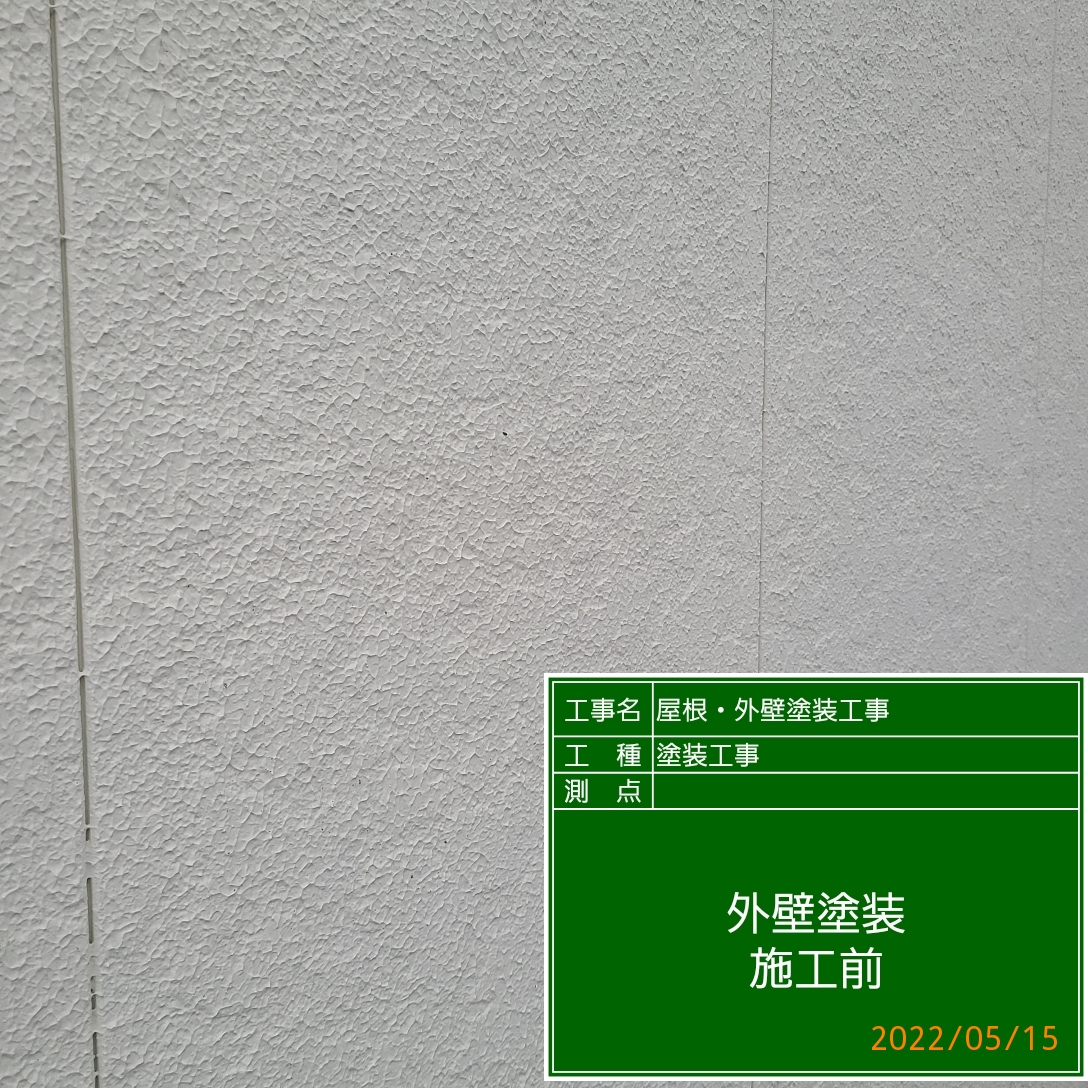 工事名 屋根・外壁塗装工事
工　種 塗装工事
測　点
外壁塗装
施工前
2022/05/15